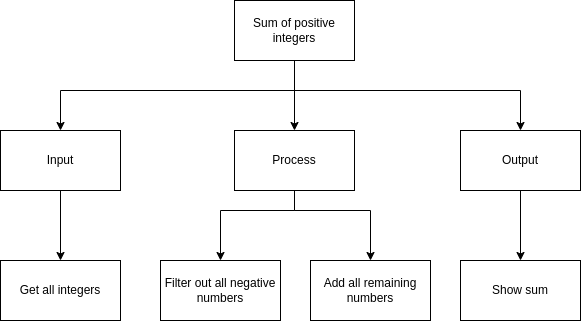 Sum of positive
integers
Input
Process
Output
Get all integers
Filter out all negative
numbers
Add all remaining
numbers
Show sum